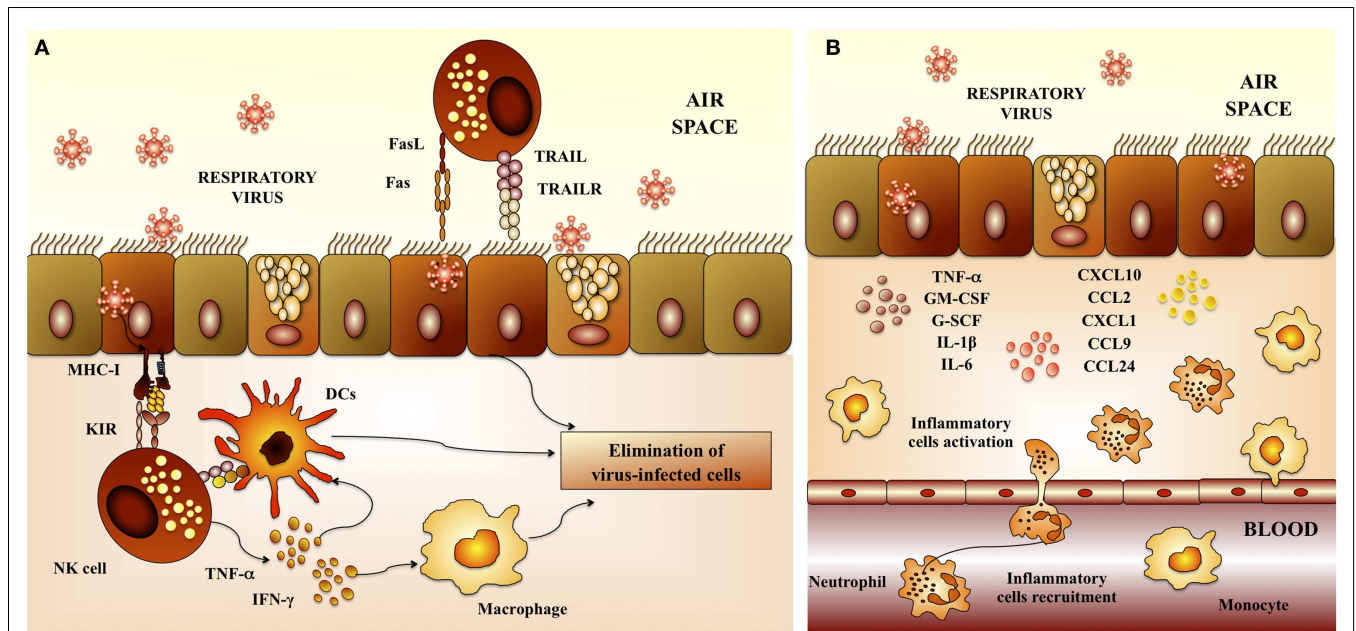 A
AIR
SPACE
FasL
TRAIL
Fas
TRAILR
RESPIRATORY
VIRUS
MHC-I
DCs
KIR
Elimination of
virus-infected cells
NK cell
TNF-α
IFN-γ
Macrophage
B
RESPIRATORY
VIRUS
AIR
SPACE
TNF-α
GM-CSF
G-SCF
IL-1β
IL-6
CXCL10
CCL2
CXCL1
CCL9
CCL24
Inflammatory
cells activation
BLOOD
Neutrophil
Inflammatory
cells recruitment
Monocyte